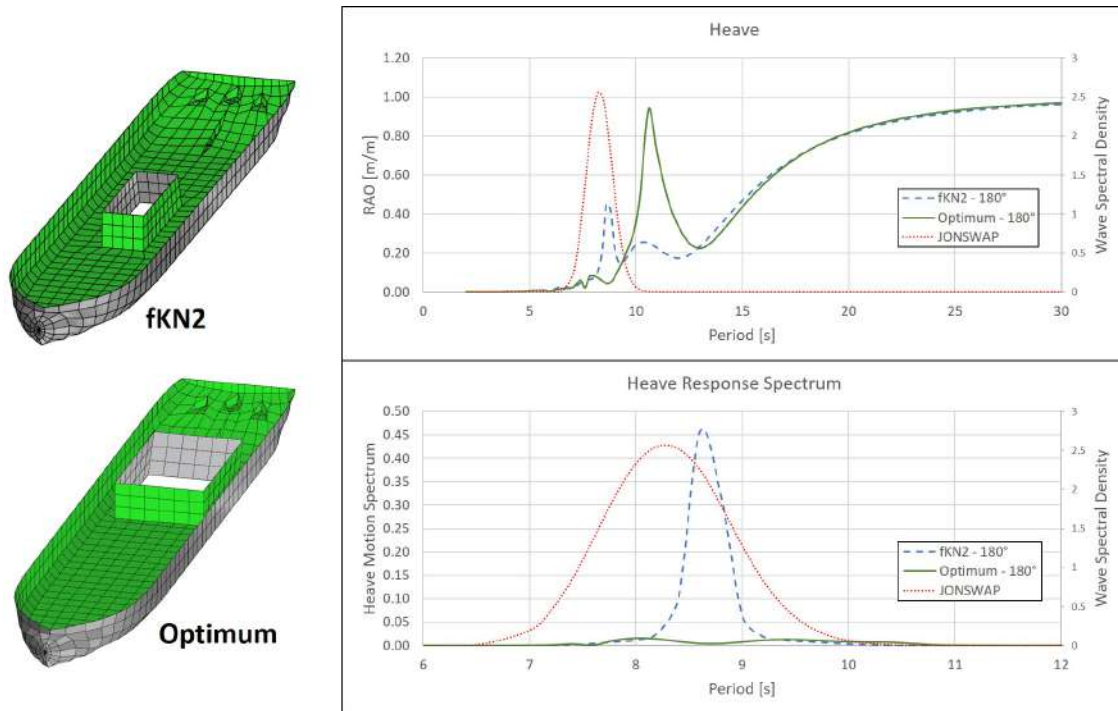 fKN2
Optimum
Heave
RAO [m/m]
1.20
1.00
0.80
0.60
0.40
0.20
0.00
3
2.5
2
1.5
1
0.5
0
Wave Spectral Density
fKN2 - 180°
Optimum - 180°
JONSWAP
0 5 10 15 20 25 30
Period [s]
Heave Response Spectrum
Heave Motion Spectrum
0.50
0.45
0.40
0.35
0.30
0.25
0.20
0.15
0.10
0.05
0.00
3
2.5
2
1.5
1
0.5
0
Wave Spectral Density
fKN2 - 180°
Optimum - 180°
JONSWAP
6 7 8 9 10 11 12
Period [s]